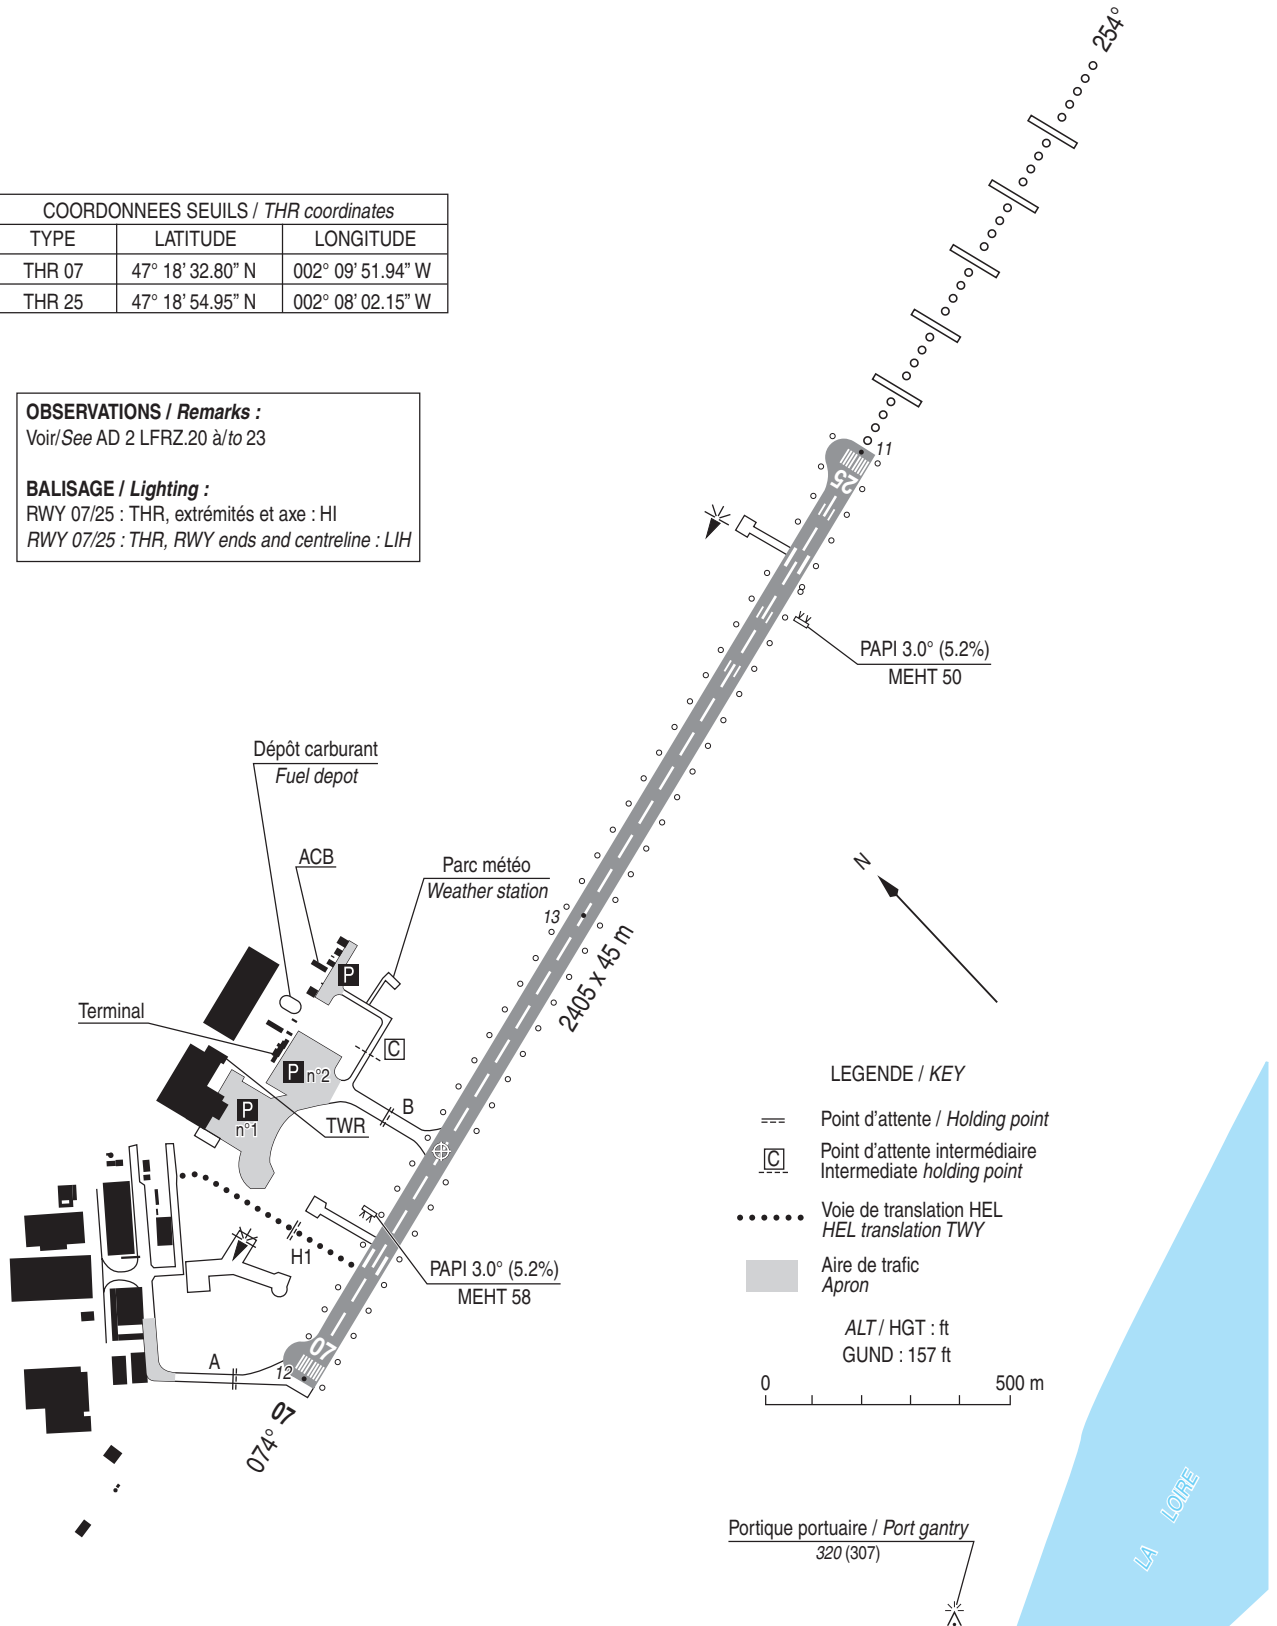 254°
COORDONNEES SEUILS / THR coordinates
TYPE LATITUDE LONGITUDE
THR 07 47° 18' 32.80” N 002° 09' 51.94” W
THR 25 47° 18' 54.95” N 002° 08' 02.15” W
OBSERVATIONS / Remarks :
Voir/See AD 2 LFRZ.20 à/to 23
BALISAGE / Lighting :
RWY 07/25 : THR, extrémités et axe : HI
RWY 07/25 : THR, RWY ends and centreline : LIH
11
25
8
PAPI 3.0° (5.2%)
MEHT 50
Dépôt carburant
Fuel depot
ACB
Parc météo
Weather station
N
13
2405 x 45 m
P
Terminal
C
P n°2
B
P
n°1
TWR
H1
PAPI 3.0° (5.2%)
MEHT 58
A
07
12
07
074°
LEGENDE / KEY
Point d'attente / Holding point
C
Point d'attente intermédiaire
Intermediate holding point
Voie de translation HEL
HEL translation TWY
Aire de trafic
Apron
ALT / HGT : ft
GUND : 157 ft
0 500 m
LA LOIRE
Portique portuaire / Port gantry
320 (307)